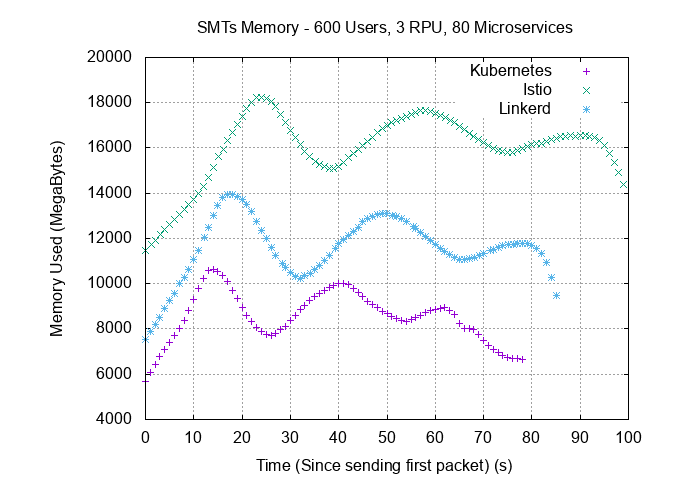 SMTs Memory - 600 Users, 3 RPU, 80 Microservices
Memory Used (MegaBytes)
20000
18000
16000
14000
12000
10000
8000
6000
4000
Kubernetes
Istio
Linkerd
0 10 20 30 40 50 60 70 80 90 100
Time (Since sending first packet) (s)